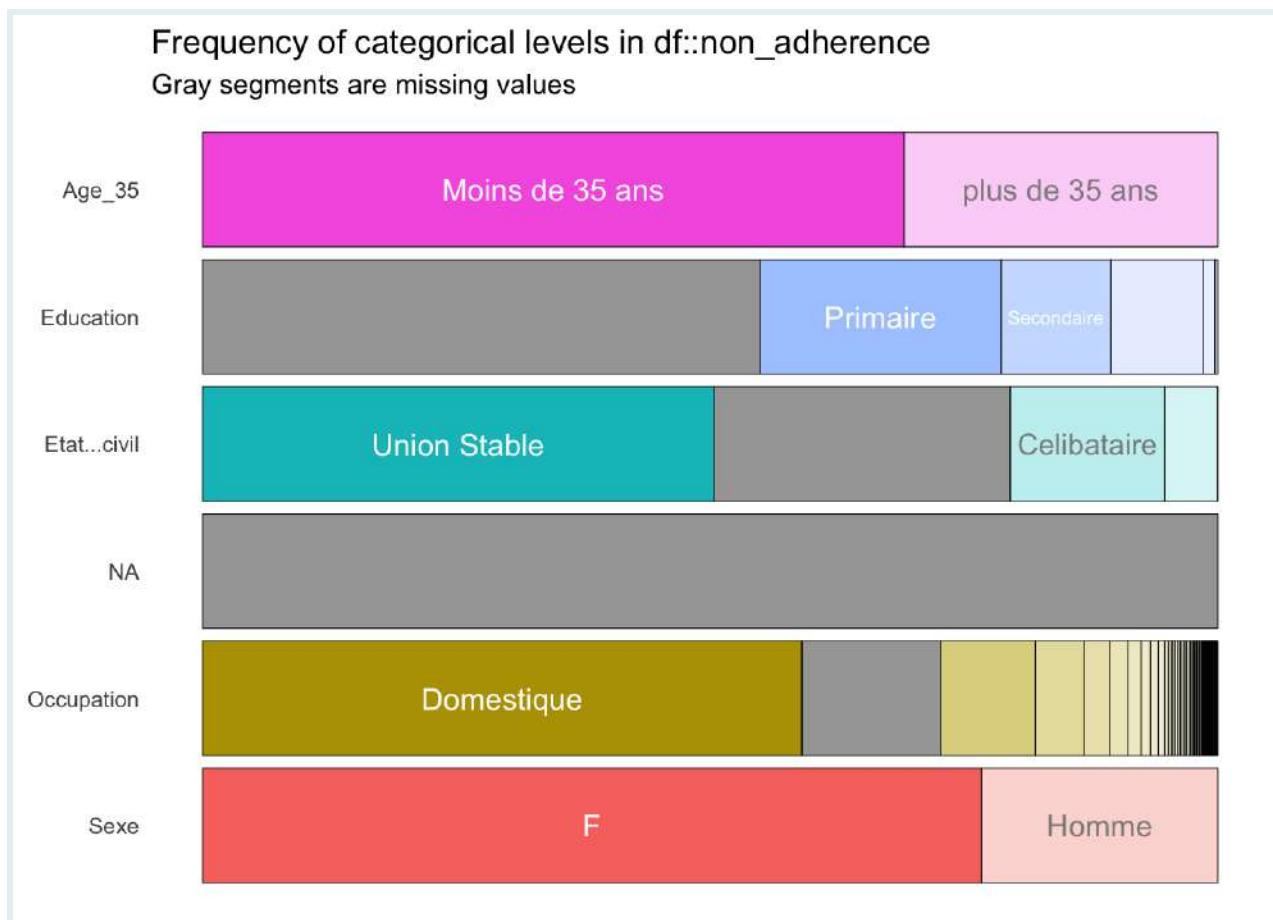 Frequency of categorical levels in df::non_adherence
Gray segments are missing values
Age_35
Moins de 35 ans
plus de 35 ans
Education
Primaire
Secondaire
Etat...civil
Union Stable
Celibataire
NA
Occupation
Domestique
Sexe
F
Homme